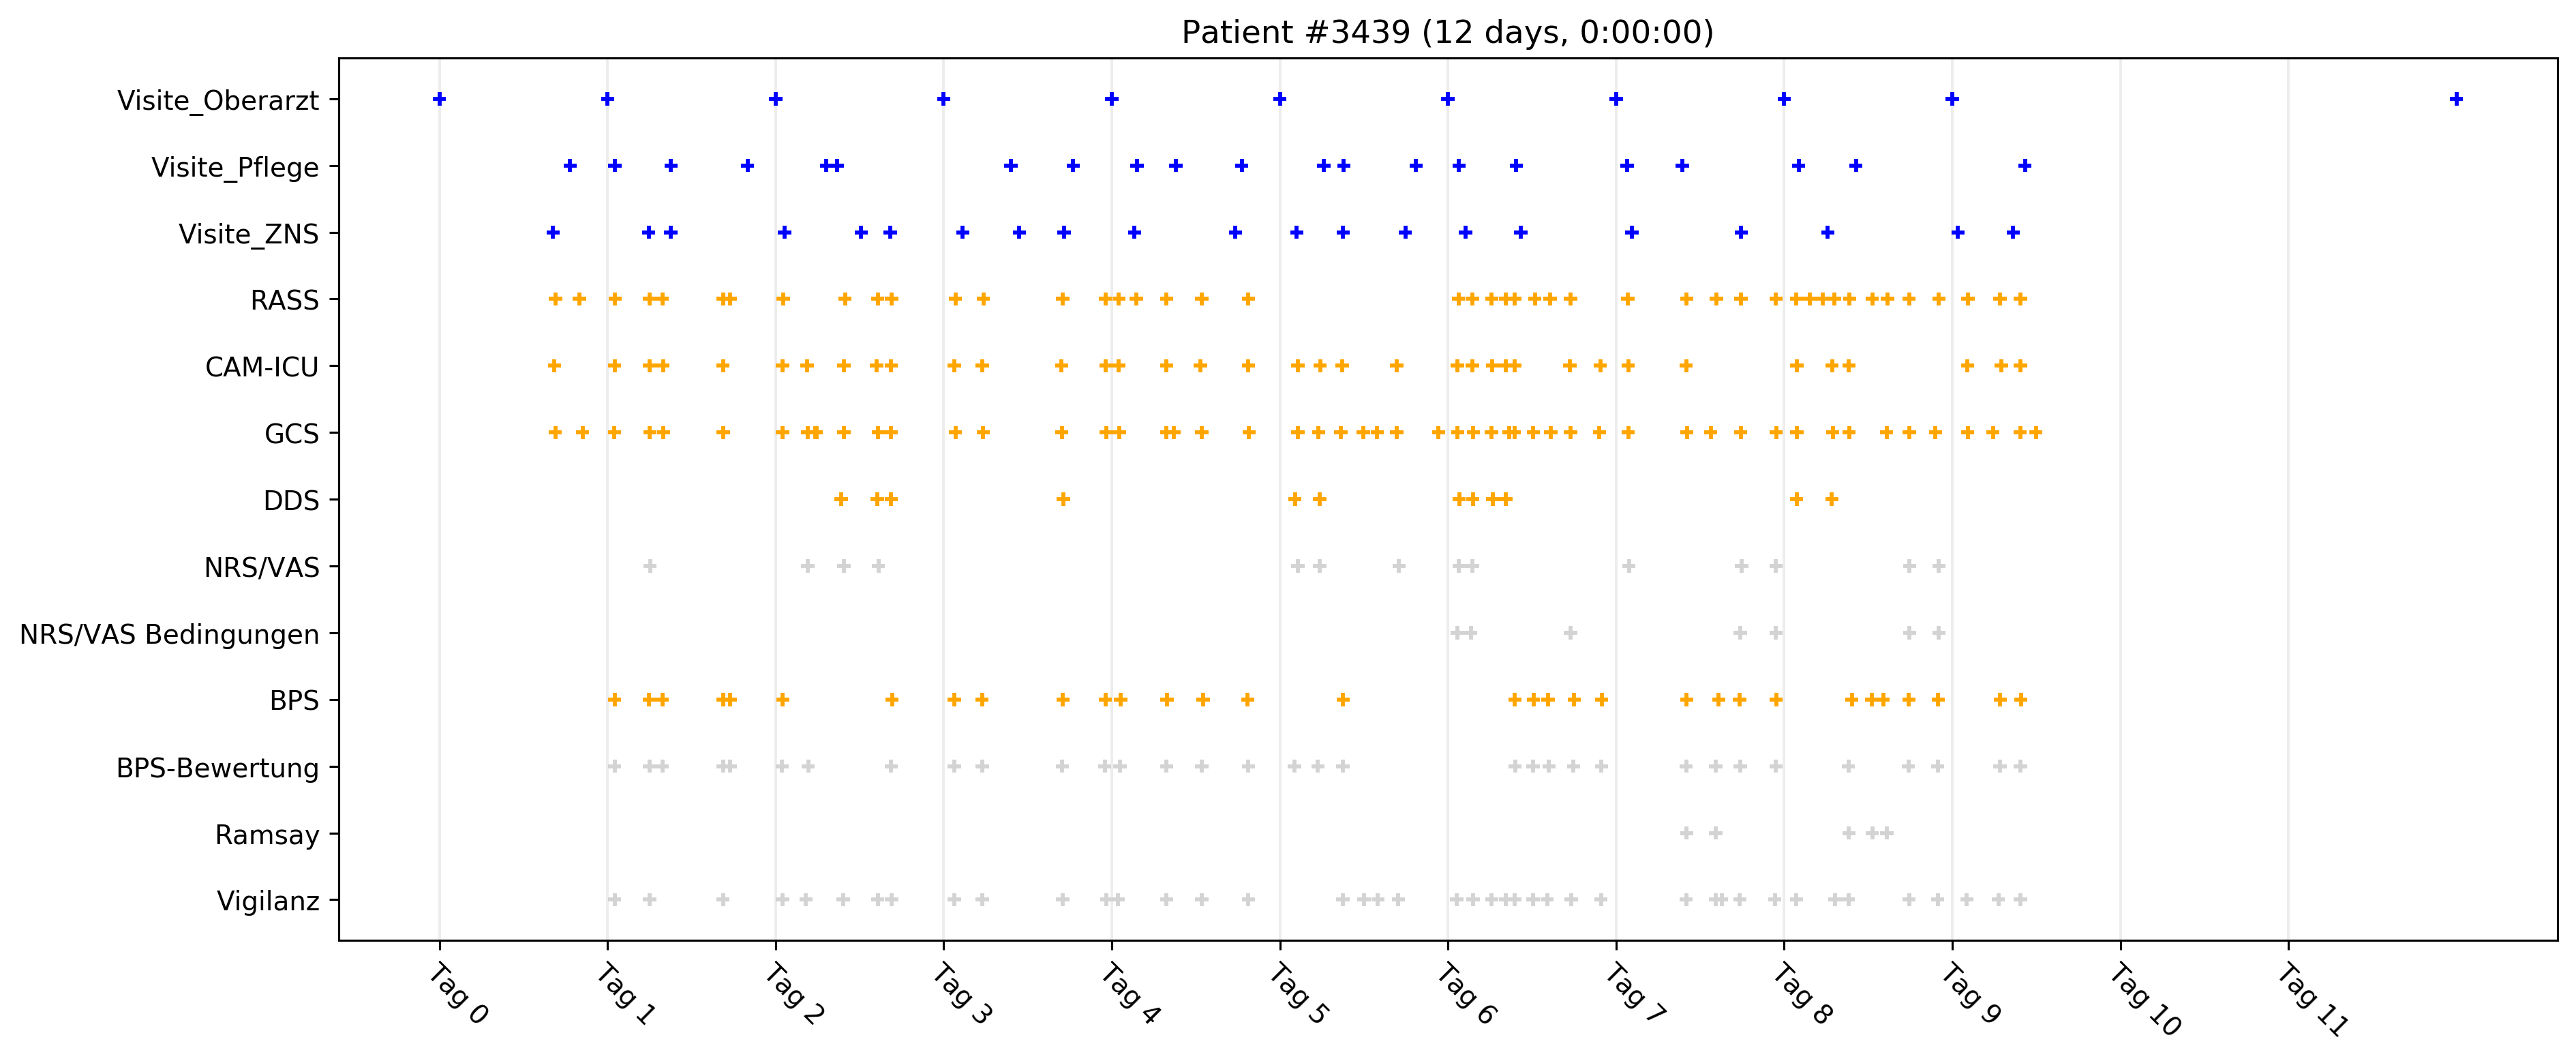 Patient #3439 (12 days, 0:00:00)
Visite_Oberarzt
Visite_Pflege
Visite_ZNS
RASS
CAM-ICU
GCS
DDS
NRS/VAS
NRS/VAS Bedingungen
BPS
BPS-Bewertung
Ramsay
Vigilanz
Tag 0
Tag 1
Tag 2
Tag 3
Tag 4
Tag 5
Tag 6
Tag 7
Tag 8
Tag 9
Tag 10
Tag 11